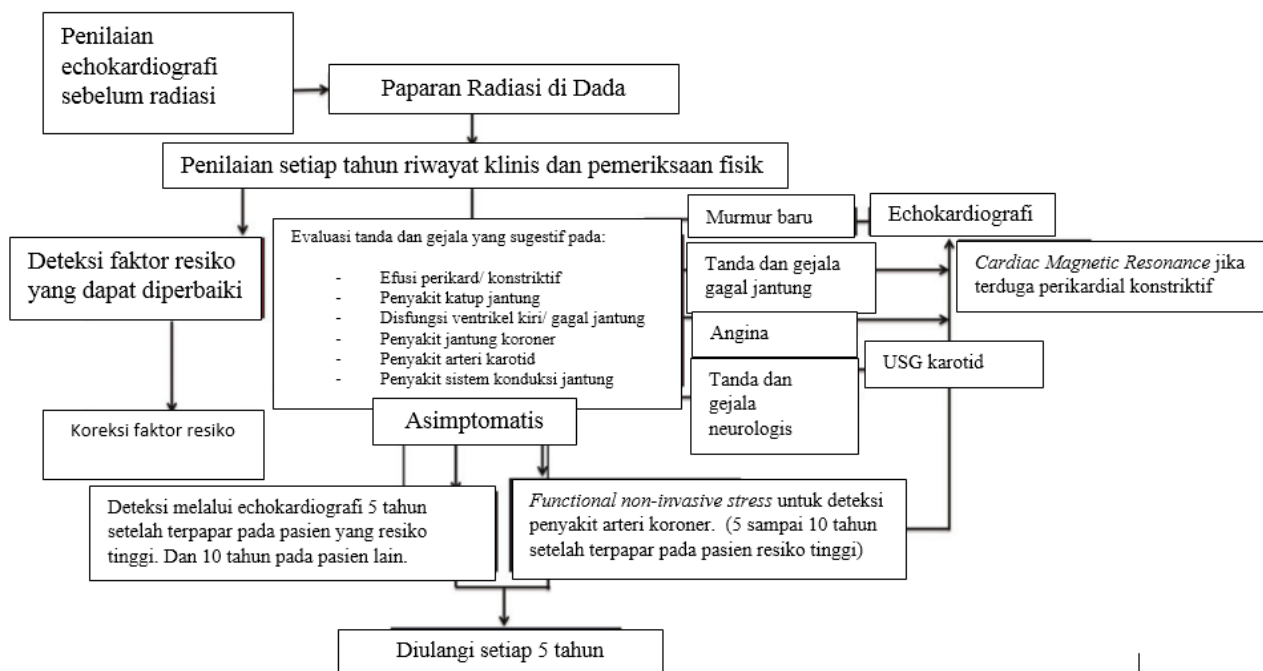 Penilaian
echokardiografi
sebelum radiasi
Paparan Radiasi di Dada
Penilaian setiap tahun riwayat klinis dan pemeriksaan fisik
Deteksi faktor resiko
yang dapat diperbaiki
Koreksi faktor resiko
Evaluasi tanda dan gejala yang sugestif pada:
- Efusi perikard/ konstriktif
- Penyakit katup jantung
- Disfungsi ventrikel kiri/ gagal jantung
- Penyakit jantung koroner
- Penyakit arteri karotid
- Penyakit sistem konduksi jantung
Murmur baru
Echokardiografi
Tanda dan gejala
gagal jantung
Cardiac Magnetic Resonance jika
terduga perikardial konstriktif
Angina
USG karotid
Tanda dan
gejala
neurologis
Asimptomatis
Deteksi melalui echokardiografi 5 tahun
setelah terpapar pada pasien yang resiko
tinggi. Dan 10 tahun pada pasien lain.
Functional non-invasive stress untuk deteksi
penyakit arteri koroner. (5 sampai 10 tahun
setelah terpapar pada pasien resiko tinggi)
Diulangi setiap 5 tahun